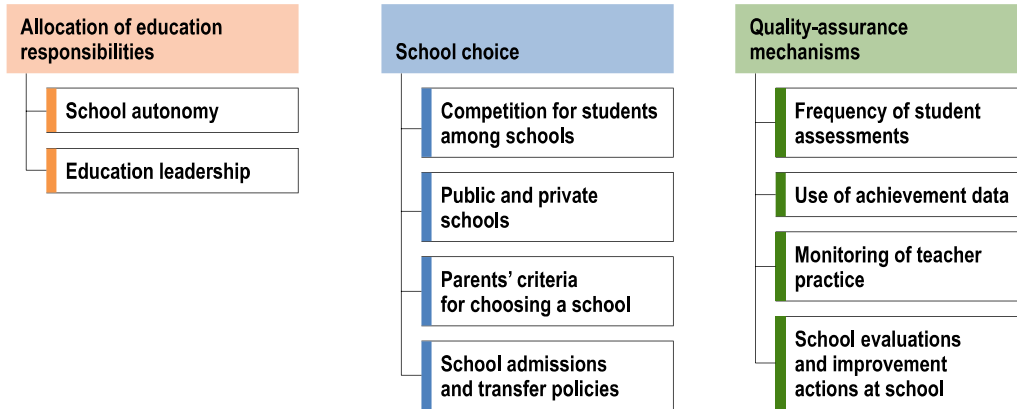 Allocation of education
responsibilities
School autonomy
Education leadership
School choice
Competition for students
among schools
Public and private
schools
Parents’ criteria
for choosing a school
School admissions
and transfer policies
Quality-assurance
mechanisms
Frequency of student
assessments
Use of achievement data
Monitoring of teacher
practice
School evaluations
and improvement
actions at school